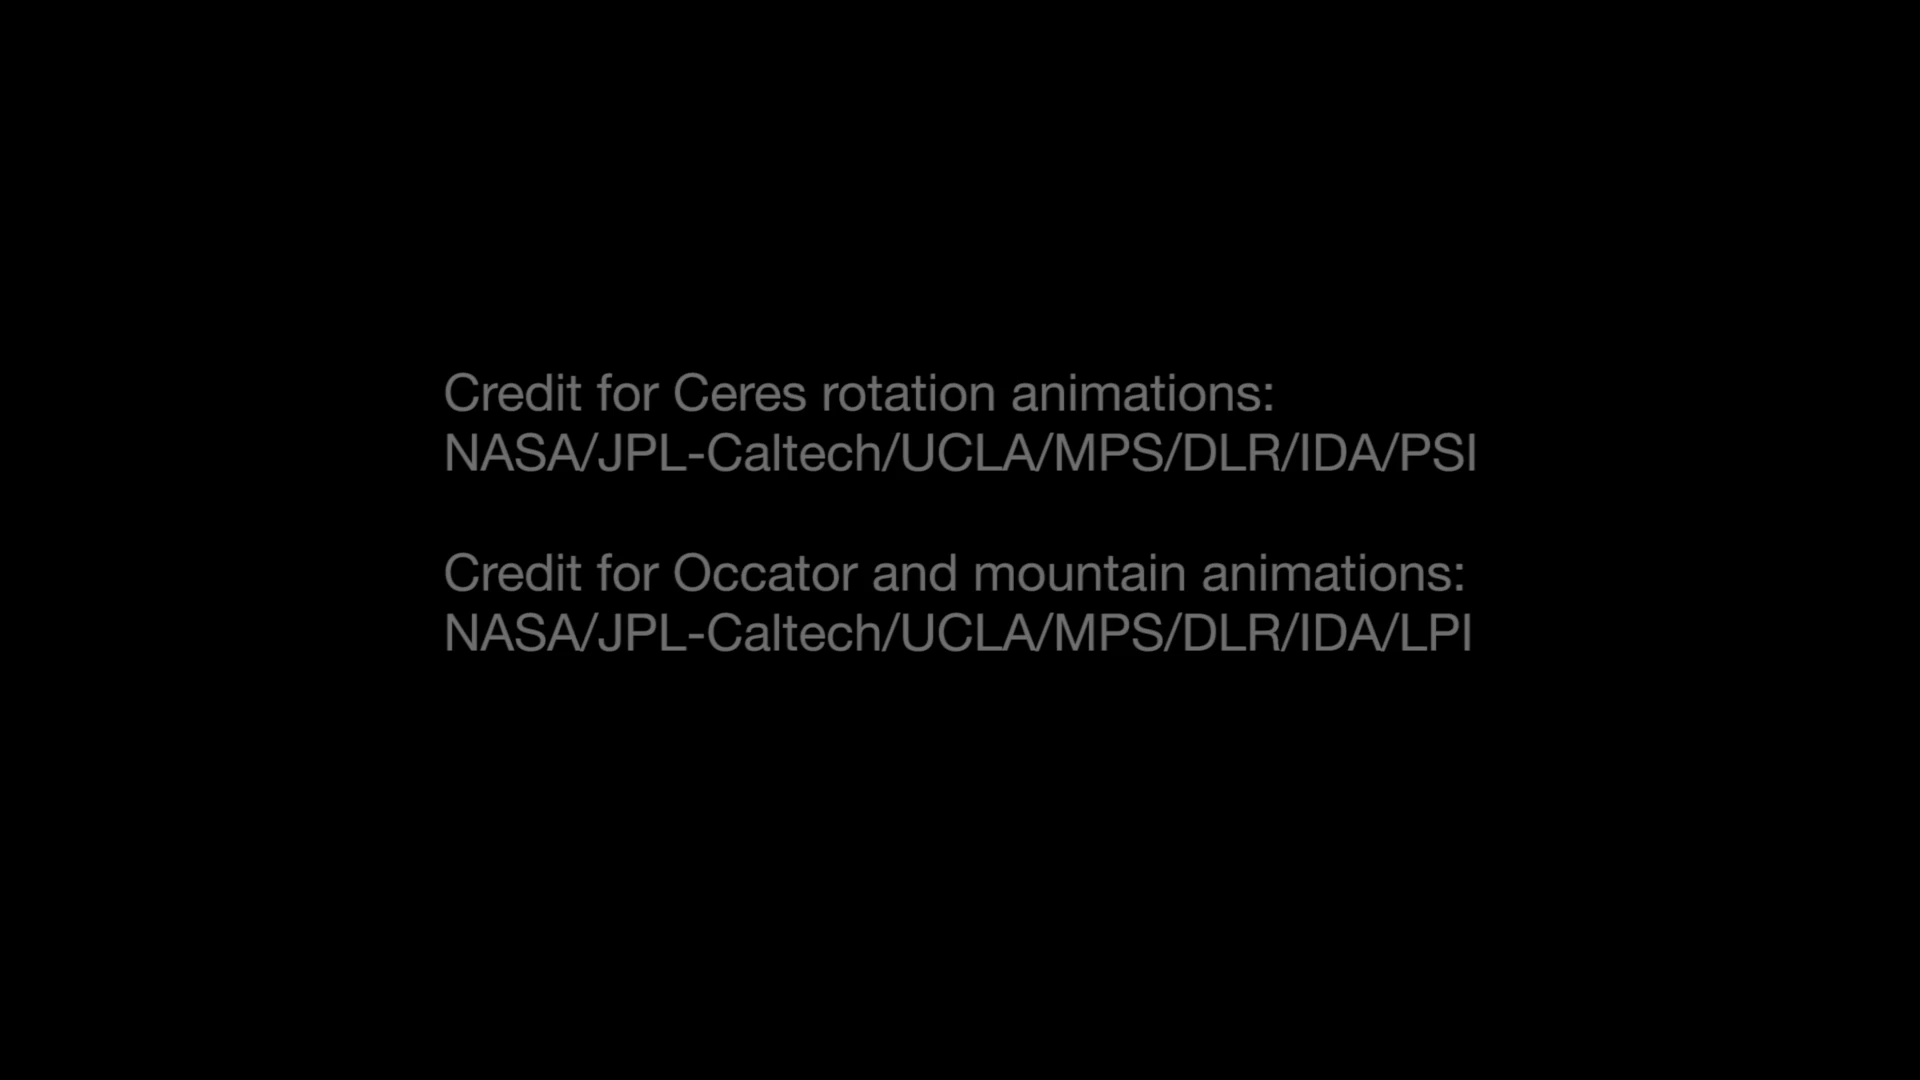 Credit for Ceres rotation animations:
NASA/JPL-Caltech/UCLA/MPS/DLR/IDA/PSI
Credit for Occator and mountain animations:
NASA/JPL-Caltech/UCLA/MPS/DLR/IDA/LPI